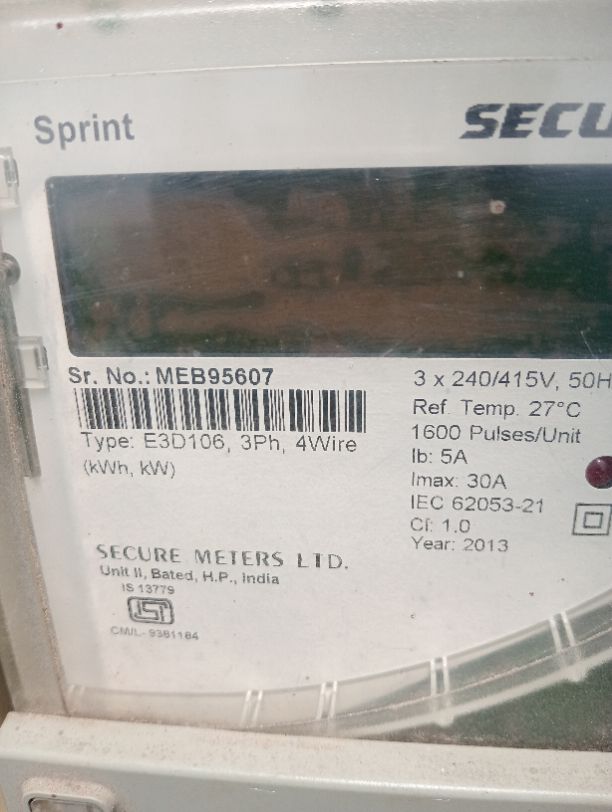 Sprint
SECU
Sr. No.: MEB95607
Type: E3D106, 3Ph, 4Wire
(kWh, kW)
3 x 240/415V, 50H
Ref. Temp. 27°C
1600 Pulses/Unit
Ib: 5A
Imax: 30A
IEC 62053-21
Cl: 1.0
Year: 2013
SECURE METERS LTD.
Unit II, Bated, H.P., India
IS 13779
CM/L- 9381184